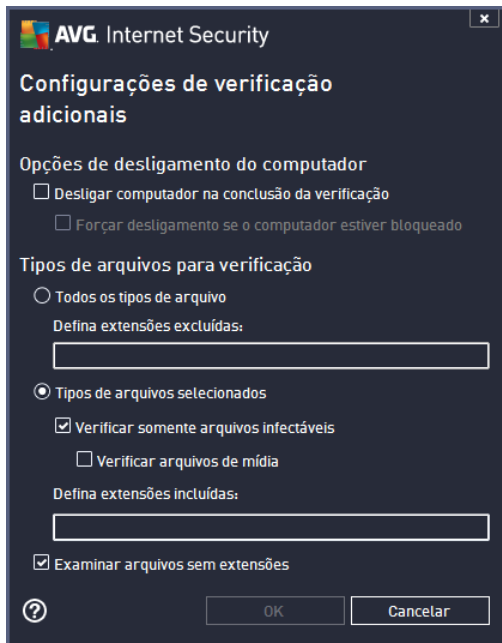 AVG. Internet Security
Configurações de verificação
adicionais
Opções de desligamento do computador
Desligar computador na conclusão da verificação
Forçar desligamento se o computador estiver bloqueado
Tipos de arquivos para verificação
Todos os tipos de arquivo
Defina extensões excluídas:
Tipos de arquivos selecionados
Verificar somente arquivos infectáveis
Verificar arquivos de mídia
Defina extensões incluídas:
Examinar arquivos sem extensões
OK
Cancelar